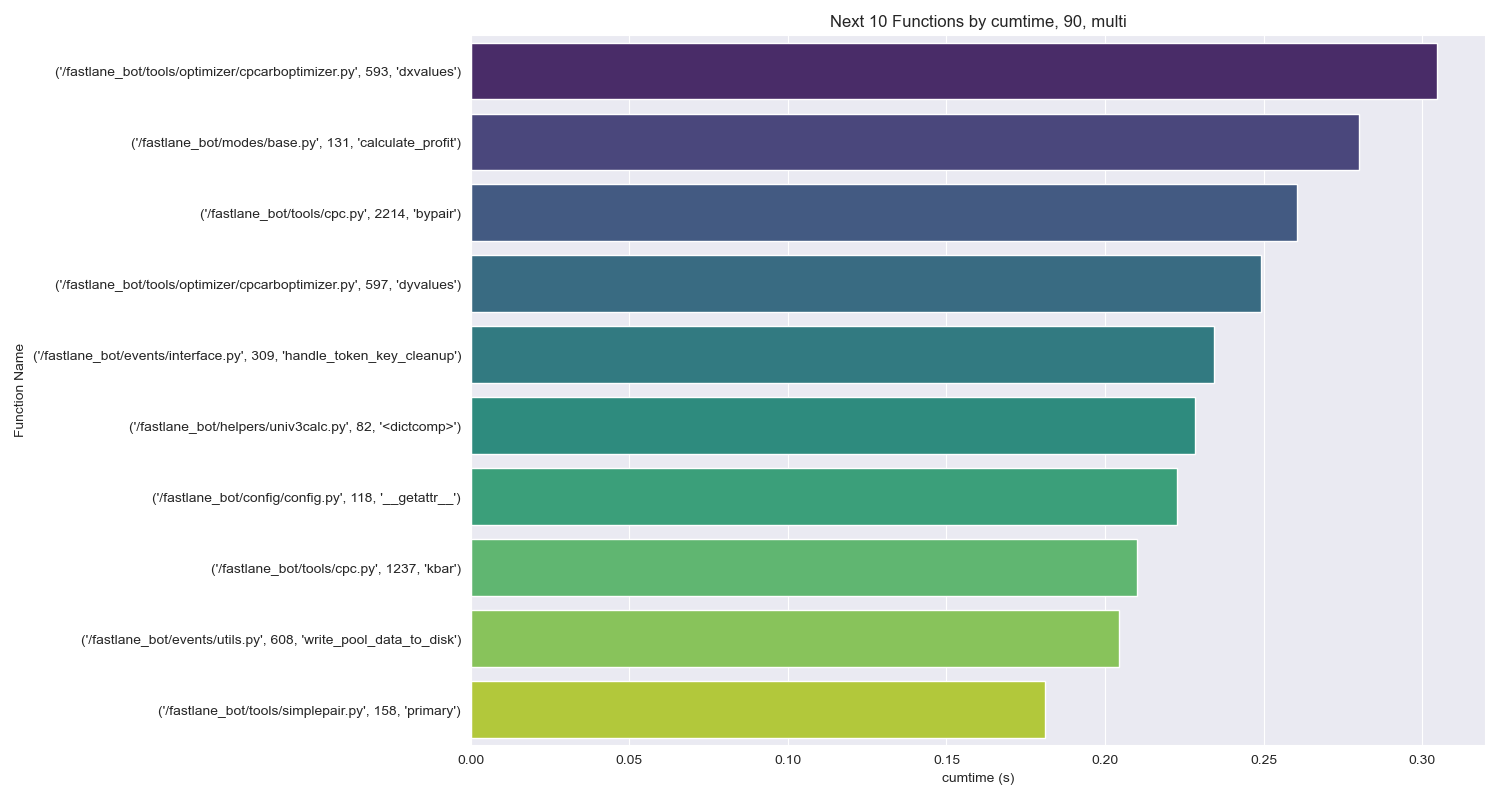 Next 10 Functions by cumtime, 90, multi
('/fastlane_bot/tools/optimizer/cpcarboptimizer.py', 593, 'dxvalues')
('/fastlane_bot/modes/base.py', 131, 'calculate_profit')
('/fastlane_bot/tools/cpc.py', 2214, 'bypair')
('/fastlane_bot/tools/optimizer/cpcarboptimizer.py', 597, 'dyvalues')
('/fastlane_bot/events/interface.py', 309, 'handle_token_key_cleanup')
('/fastlane_bot/helpers/univ3calc.py', 82, '<dictcomp>')
('/fastlane_bot/config/config.py', 118, '__getattr__')
('/fastlane_bot/tools/cpc.py', 1237, 'kbar')
('/fastlane_bot/events/utils.py', 608, 'write_pool_data_to_disk')
('/fastlane_bot/tools/simplepair.py', 158, 'primary')
Function Name
0.00 0.05 0.10 0.15 0.20 0.25 0.30
cumtime (s)